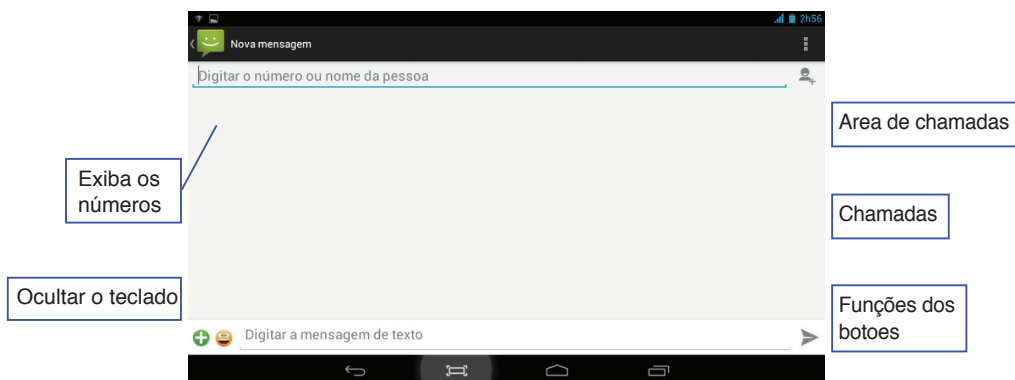 2h56
Nova mensagem
Digitar o número ou nome da pessoa
Area de chamadas
Exiba os
números
Chamadas
Ocultar o teclado
Funções dos
botoes
Digitar a mensagem de texto